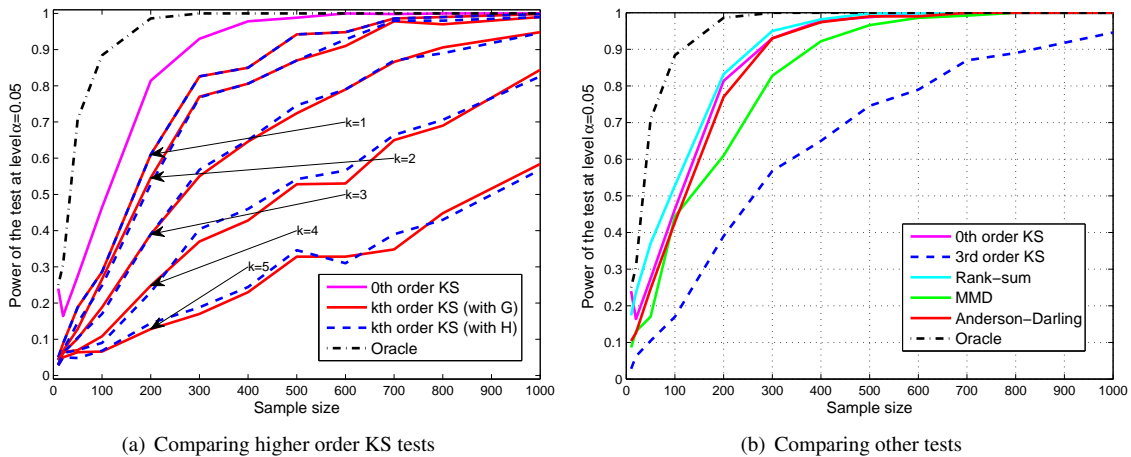 Power of the test at level α=0.05
1
0.9
0.8
0.7
0.6
0.5
0.4
0.3
0.2
0.1
0
k=1
k=2
k=3
k=4
k=5
0th order KS
kth order KS (with G)
kth order KS (with H)
Oracle
0 100 200 300 400 500 600 700 800 900 1000
Sample size
(a) Comparing higher order KS tests
Power of the test at level α=0.05
1
0.9
0.8
0.7
0.6
0.5
0.4
0.3
0.2
0.1
0
0th order KS
3rd order KS
Rank−sum
MMD
Anderson−Darling
Oracle
0 100 200 300 400 500 600 700 800 900 1000
Sample size
(b) Comparing other tests